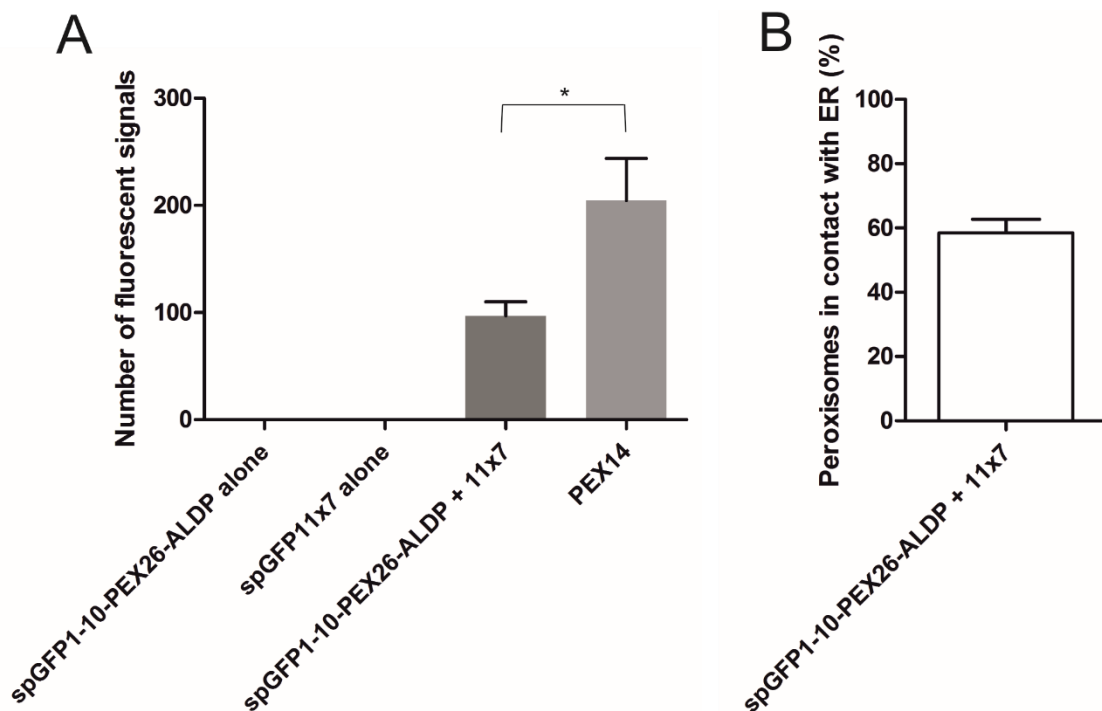 A
Number of fluorescent signals
300
200
100
0
*
spGFP1-10-PEX26-ALDP alone
spGFP11x7 alone
spGFP1-10-PEX26-ALDP + 11x7
PEX14
B
Peroxisomes in contact with ER (%)
100
80
60
40
20
0
spGFP1-10-PEX26-ALDP + 11x7